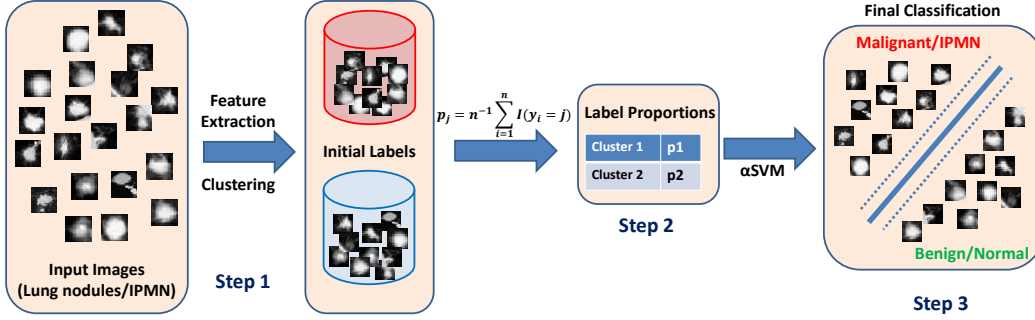 Input Images
(Lung nodules/IPMN)
Feature
Extraction
Clustering
Step 1
Initial Labels
p_j = n^{-1} \sum_{i=1}^{n} I(y_i = j)
Label Proportions
Cluster 1 p1
Cluster 2 p2
Step 2
αSVM
Final Classification
Malignant/IPMN
Benign/Normal
Step 3